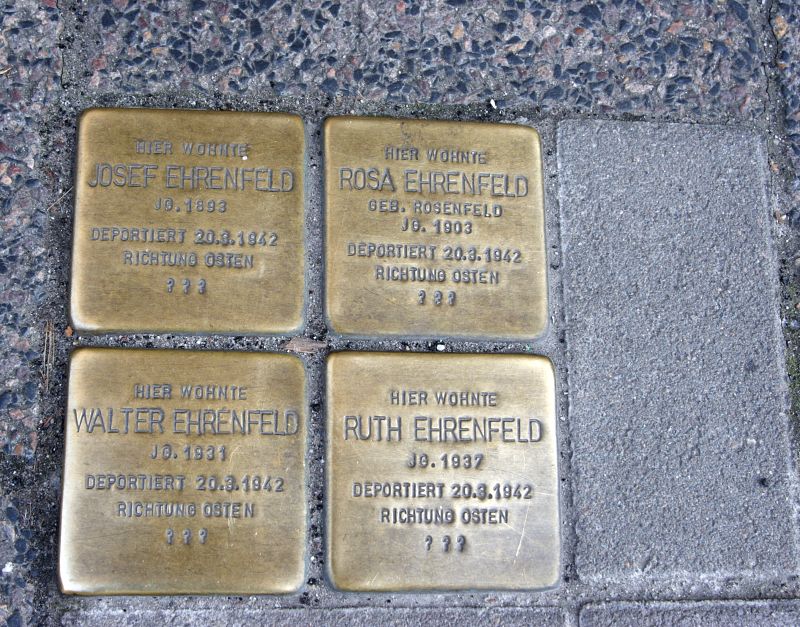 HIER WOHNTE
JOSEF EHRENFELD
JG. 1893
DEPORTIERT 20.3.1942
RICHTUNG OSTEN
? ? ?
HIER WOHNTE
ROSA EHRENFELD
GEB. ROSENFELD
JG. 1903
DEPORTIERT 20.3.1942
RICHTUNG OSTEN
? ? ?
HIER WOHNTE
WALTER EHRENFELD
JG. 1931
DEPORTIERT 20.3.1942
RICHTUNG OSTEN
? ? ?
HIER WOHNTE
RUTH EHRENFELD
JG. 1937
DEPORTIERT 20.3.1942
RICHTUNG OSTEN
? ? ?